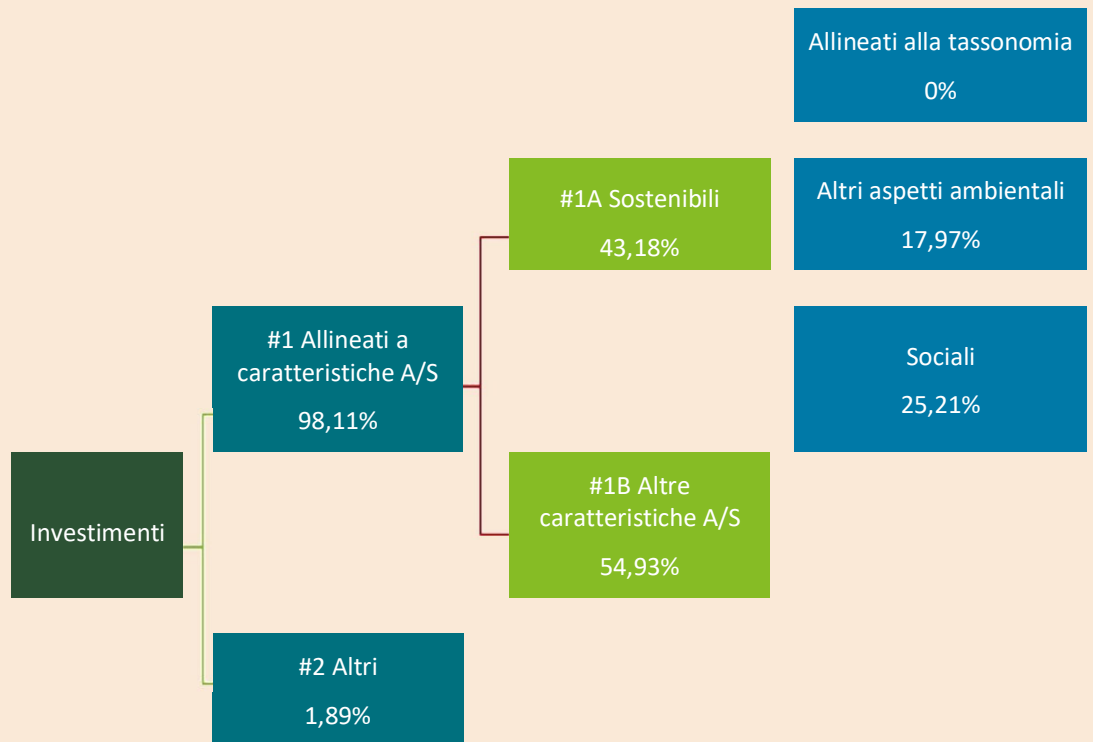 Investimenti
#1 Allineati a
caratteristiche A/S
98,11%
#2 Altri
1,89%
#1A Sostenibili
43,18%
#1B Altre
caratteristiche A/S
54,93%
Allineati alla tassonomia
0%
Altri aspetti ambientali
17,97%
Sociali
25,21%